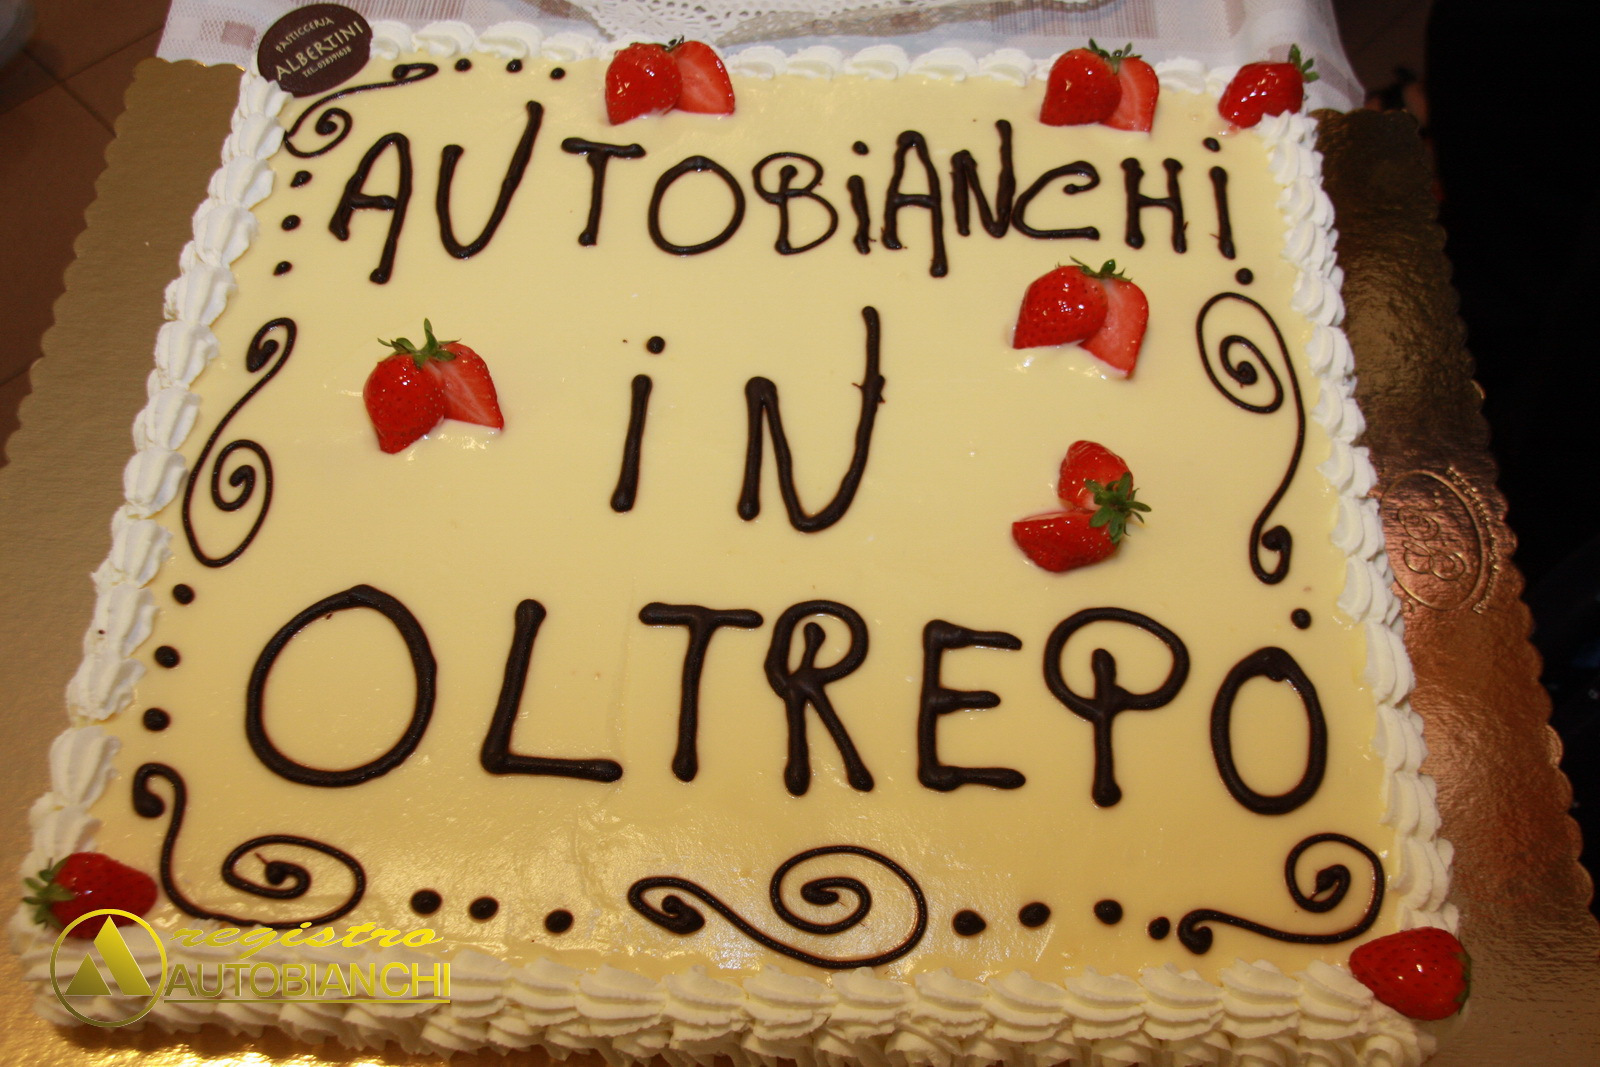 PASTICCERIA
ALBERTINI
AUTOBiANCHi
iN
OLTREPO
registro
AUTOBIANCHI